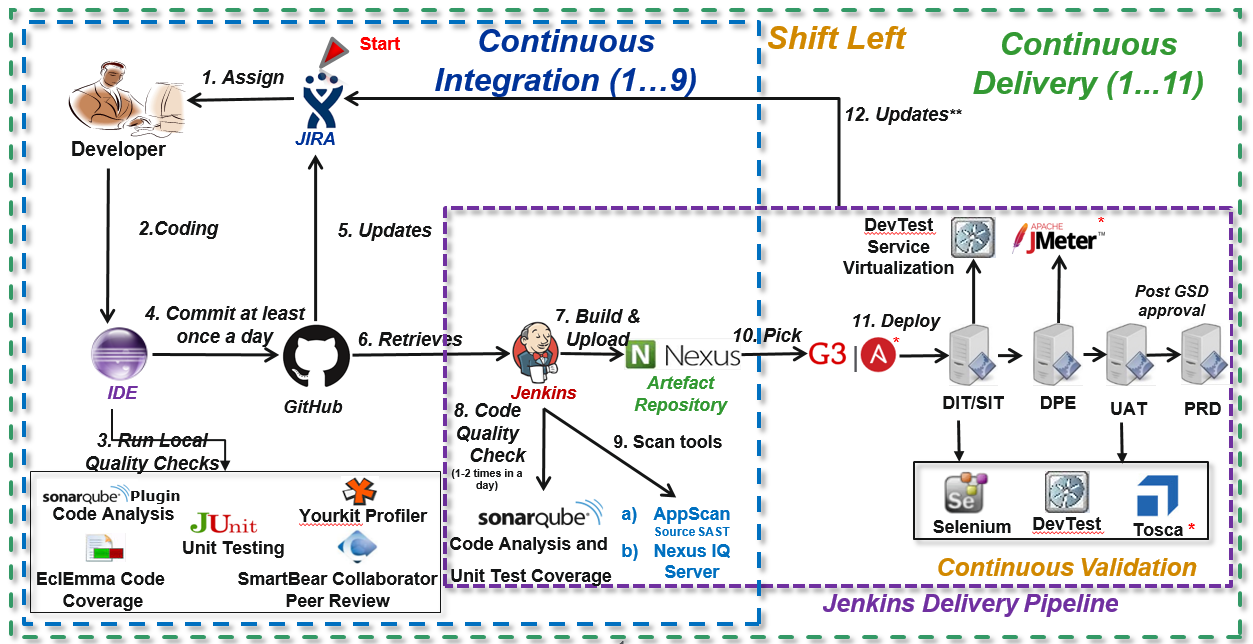 Start
Continuous
Integration (1…9)
Shift Left
Continuous
Delivery (1...11)
1. Assign
JIRA
Developer
12. Updates**
2.Coding
5. Updates
4. Commit at least
once a day
IDE
GitHub
6. Retrieves
7. Build &
Upload
Jenkins
Nexus
Artefact
Repository
10. Pick
G3 | A *
11. Deploy
DevTest
Service
Virtualization
APACHE
JMeter™ *
Post GSD
approval
DIT/SIT
DPE
UAT
PRD
3. Run Local
Quality Checks
sonarqube Plugin
Code Analysis
JUnit
Unit Testing
Yourkit Profiler
EclEmma Code
Coverage
SmartBear Collaborator
Peer Review
8. Code
Quality
Check
(1-2 times in a
day)
9. Scan tools
sonarqube
Code Analysis and
Unit Test Coverage
a) AppScan
Source SAST
b) Nexus IQ
Server
Se
Selenium
DevTest
Tosca *
Continuous Validation
Jenkins Delivery Pipeline